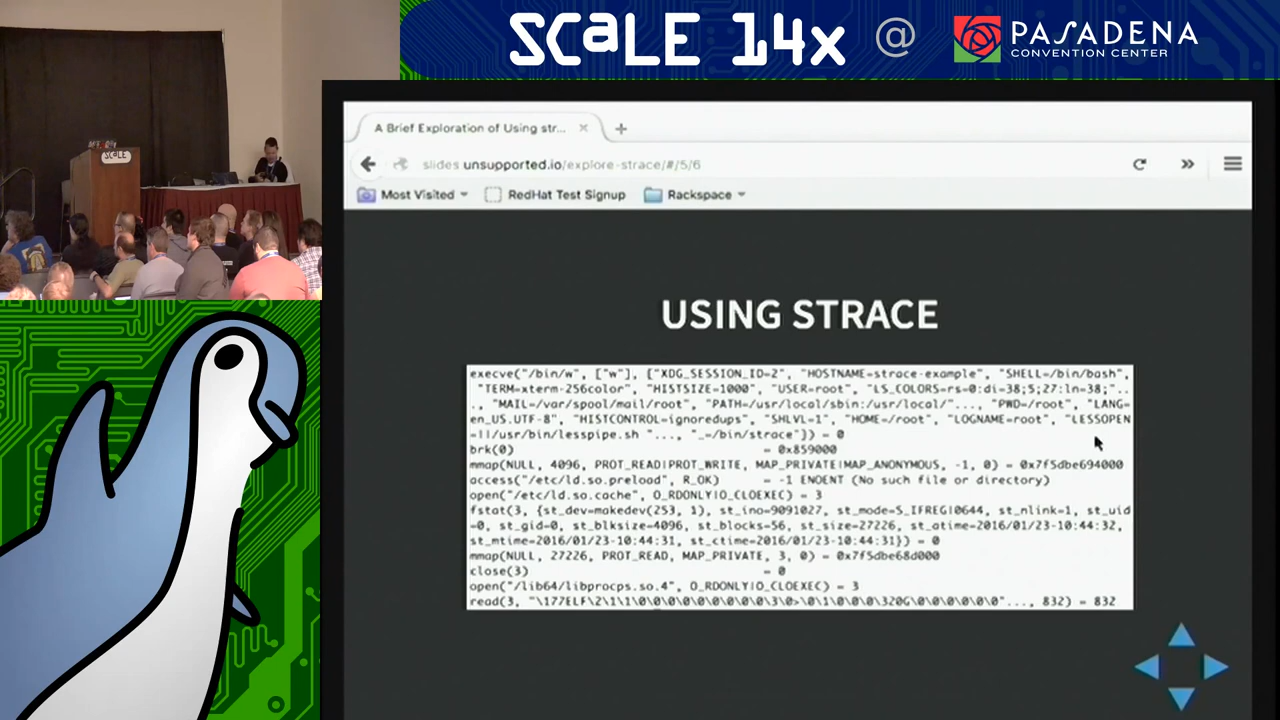 SCALE 14x @ PASADENA
CONVENTION CENTER
SCALE
A Brief Exploration of Using str...
slides.unsupported.io/explore-strace/#/5/6
Most Visited RedHat Test Signup Rackspace
USING STRACE
execve("/bin/w", ["w"], ["XDG_SESSION_ID=2", "HOSTNAME=strace-example", "SHELL=/bin/bash",
"TERM=xterm-256color", "HISTSIZE=1000", "USER=root", "LS_COLORS=rs=0:di=38;5;27:ln=38;"..
., "MAIL=/var/spool/mail/root", "PATH=/usr/local/sbin:/usr/local/"..., "PWD=/root", "LANG=
en_US.UTF-8", "HISTCONTROL=ignoredups", "SHLVL=1", "HOME=/root", "LOGNAME=root", "LESSOPEN
=||/usr/bin/lesspipe.sh "..., "_=/bin/strace"]) = 0
brk(0) = 0x859000
mmap(NULL, 4096, PROT_READ|PROT_WRITE, MAP_PRIVATE|MAP_ANONYMOUS, -1, 0) = 0x7f5dbe694000
access("/etc/ld.so.preload", R_OK) = -1 ENOENT (No such file or directory)
open("/etc/ld.so.cache", O_RDONLY|O_CLOEXEC) = 3
fstat(3, {st_dev=makedev(253, 1), st_ino=9091027, st_mode=S_IFREG|0644, st_nlink=1, st_uid
=0, st_gid=0, st_blksize=4096, st_blocks=56, st_size=27226, st_atime=2016/01/23-10:44:32,
st_mtime=2016/01/23-10:44:31, st_ctime=2016/01/23-10:44:31}) = 0
mmap(NULL, 27226, PROT_READ, MAP_PRIVATE, 3, 0) = 0x7f5dbe68d000
close(3) = 0
open("/lib64/libprocps.so.4", O_RDONLY|O_CLOEXEC) = 3
read(3, "\177ELF\2\1\1\0\0\0\0\0\0\0\0\0\3\0>\0\1\0\0\0\320G\0\0\0\0\0\0"..., 832) = 832